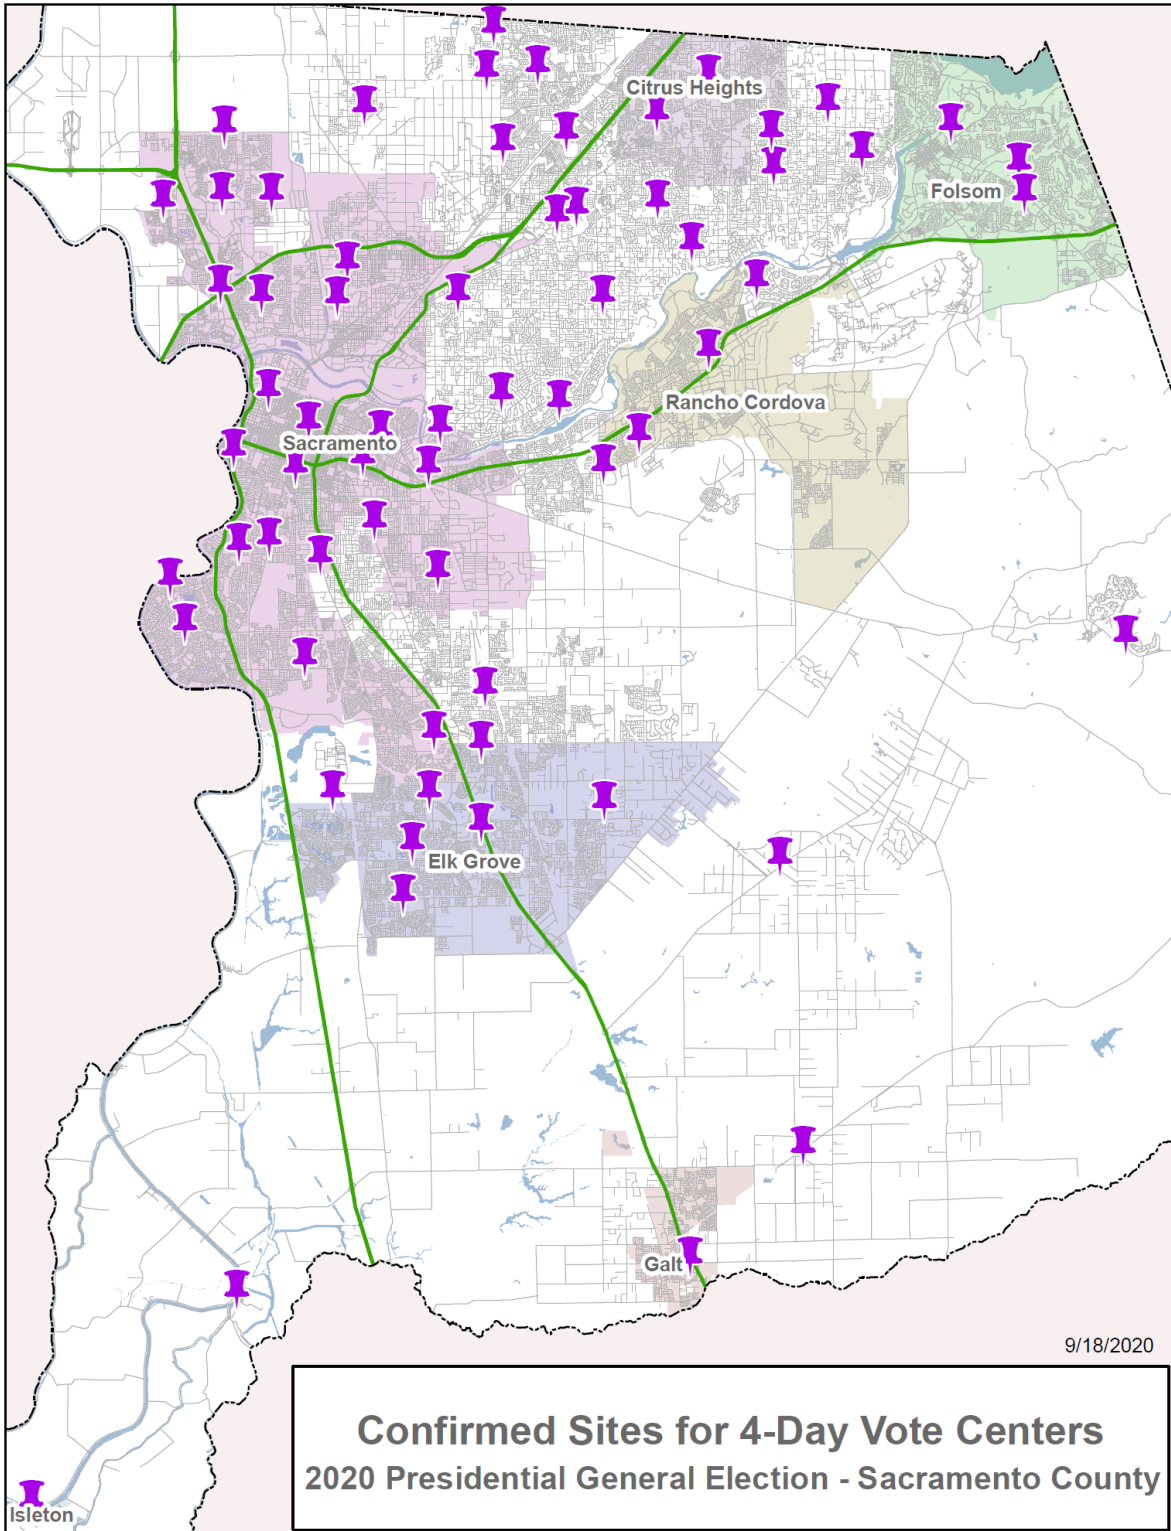 Citrus Heights
Folsom
Rancho Cordova
Sacramento
Elk Grove
Galt
9/18/2020
Confirmed Sites for 4-Day Vote Centers
2020 Presidential General Election - Sacramento County
Isleton